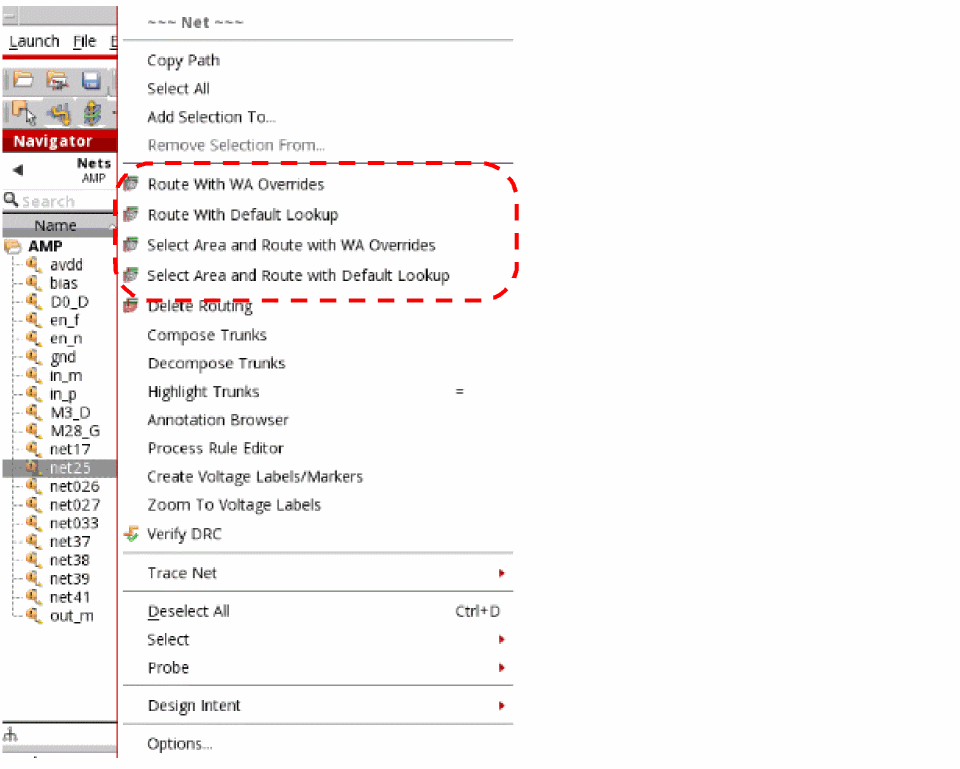 ~~~ Net ~~~
Launch File E
Copy Path
Select All
Add Selection To...
Remove Selection From...
Navigator
Nets
AMP
Search
Name
AMP
avdd
bias
D0_D
en_f
en_n
gnd
in_m
in_p
M3_D
M28_G
net17
net25
net026
net027
net033
net37
net38
net39
net41
out_m
Route With WA Overrides
Route With Default Lookup
Select Area and Route with WA Overrides
Select Area and Route with Default Lookup
Delete Routing
Compose Trunks
Decompose Trunks
Highlight Trunks =
Annotation Browser
Process Rule Editor
Create Voltage Labels/Markers
Zoom To Voltage Labels
Verify DRC
Trace Net
Deselect All Ctrl+D
Select
Probe
Design Intent
Options...